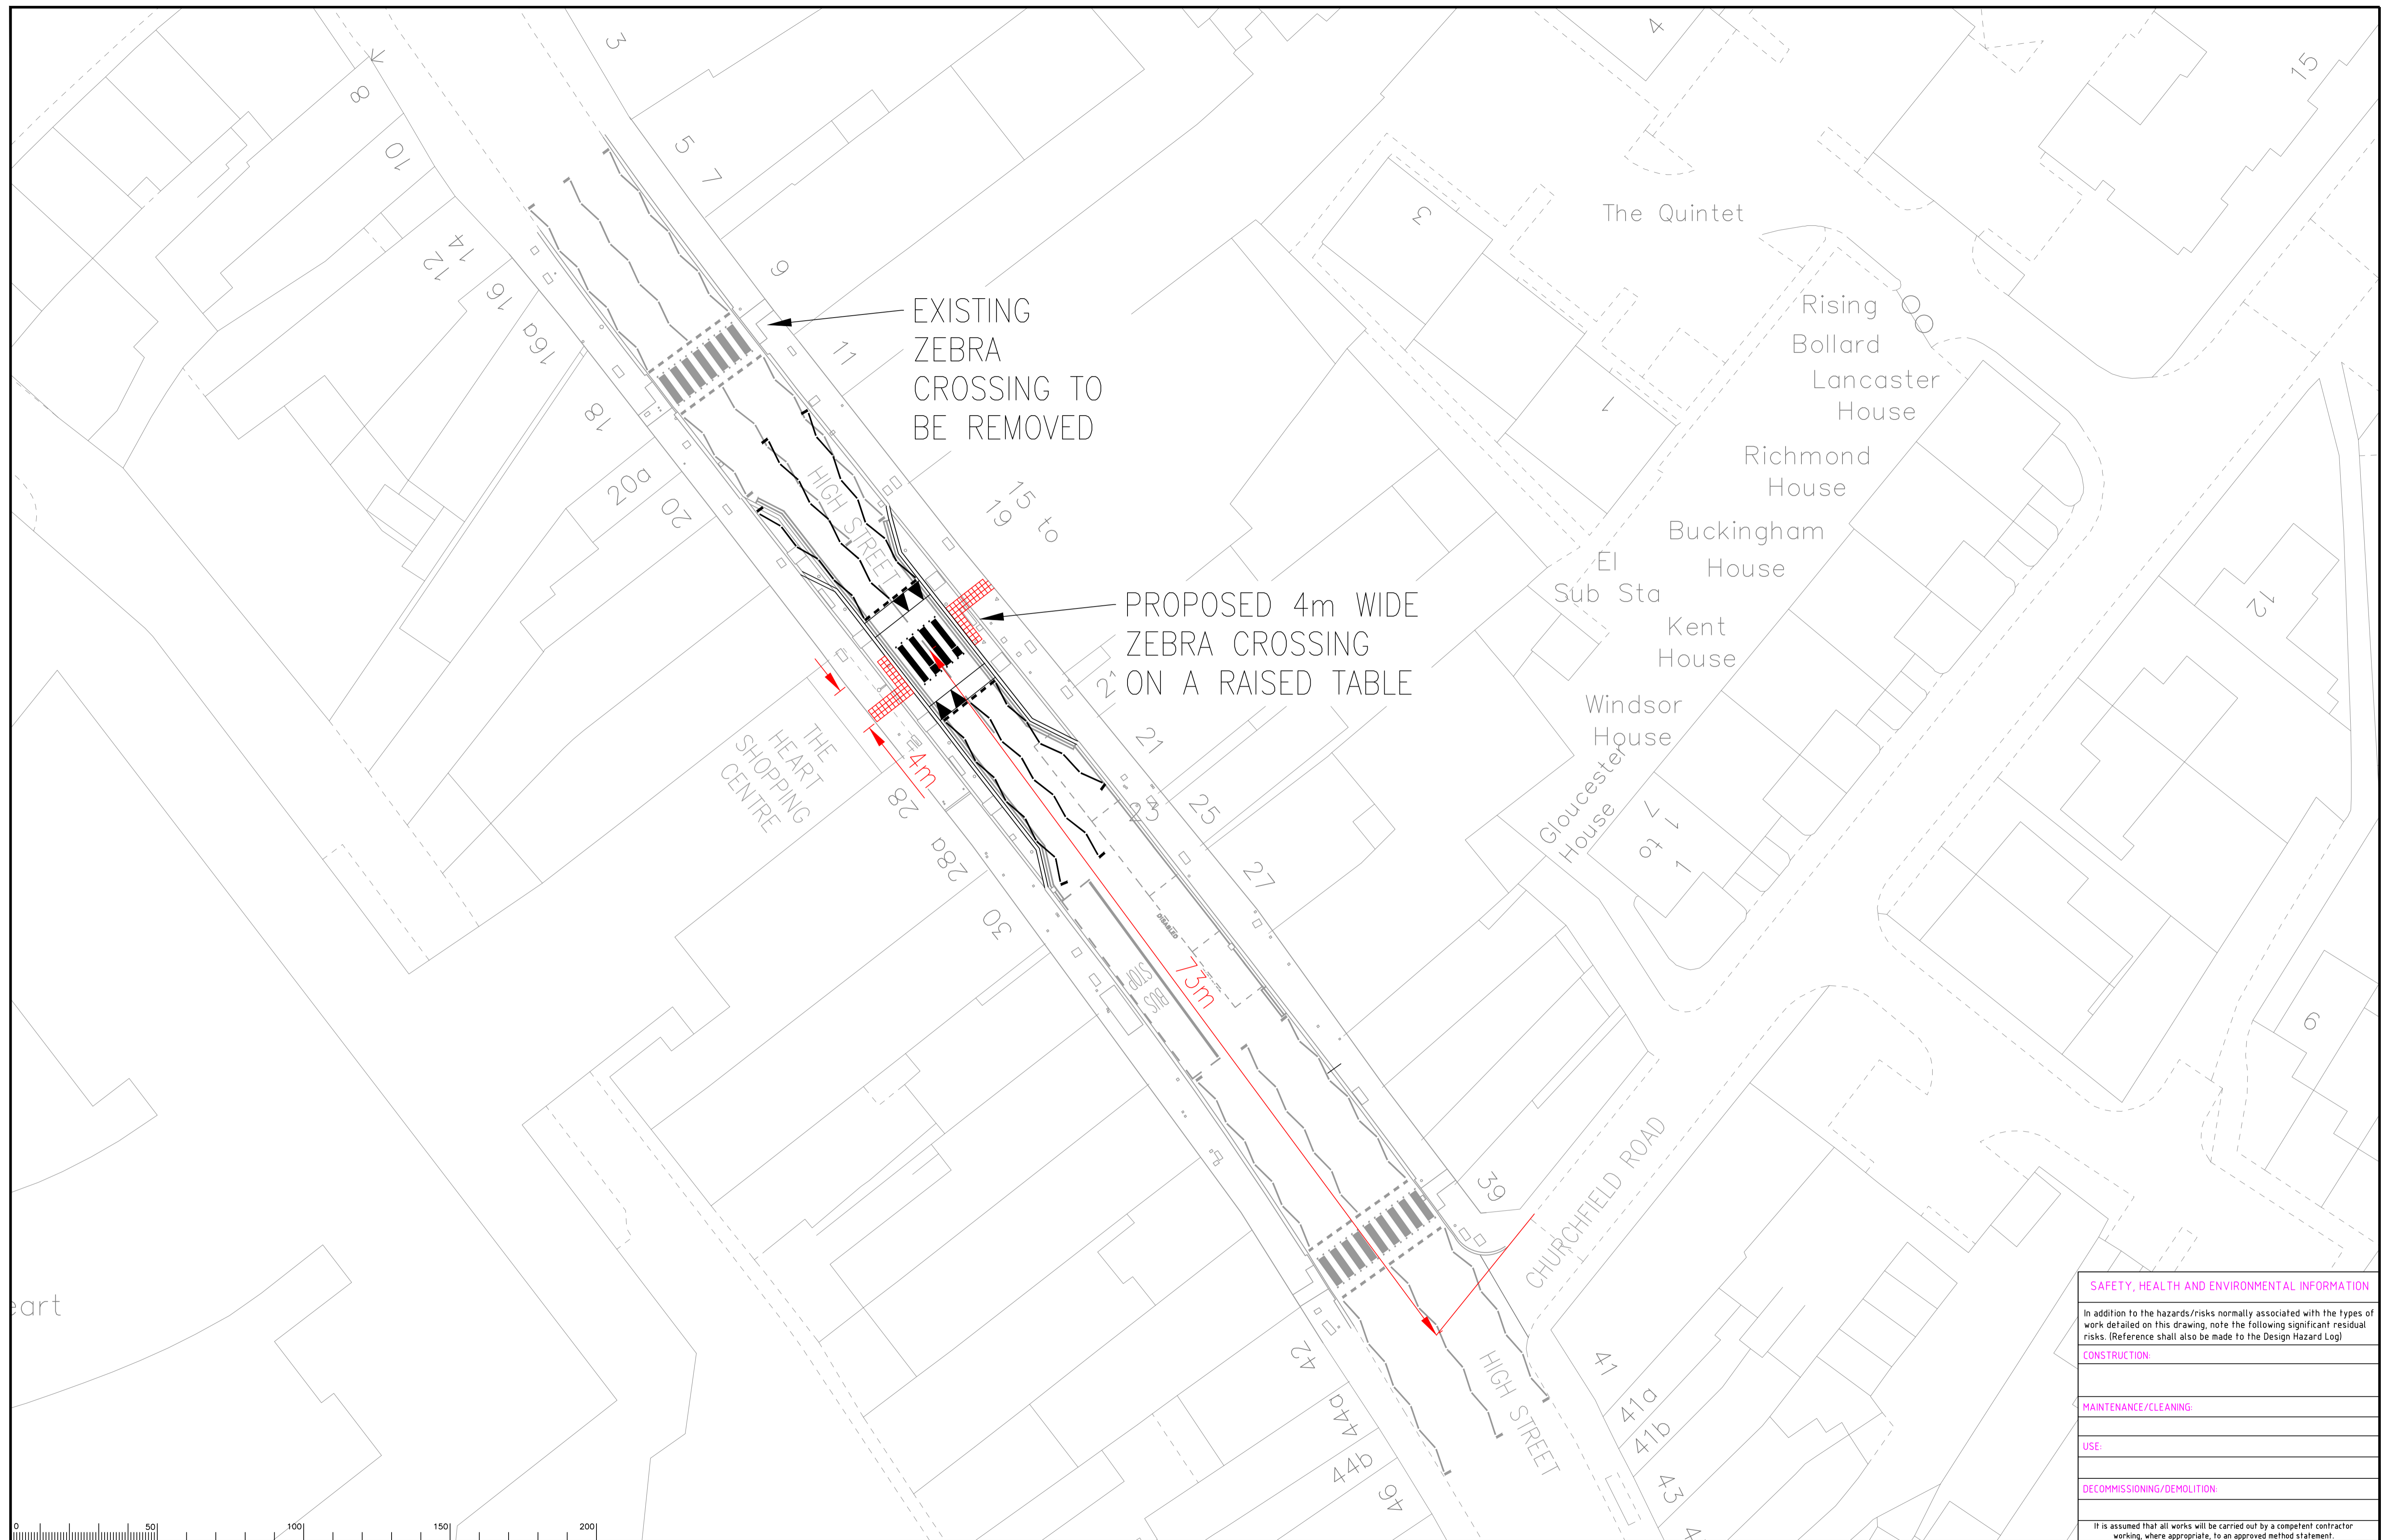 3
4
15
8
10
5
7
The Quintet
3
12
14
9
16
EXISTING
ZEBRA
CROSSING TO
BE REMOVED
Rising
Bollard
16a
11
Lancaster
House
1
18
Richmond
House
20a
20
HIGH STREET
15 to
19
Buckingham
House
El
Sub Sta
PROPOSED 4m WIDE
ZEBRA CROSSING
ON A RAISED TABLE
12
Kent
House
21
Windsor
House
THE
HEART
SHOPPING
CENTRE
4m
21
Gloucester
House
28
23
25
1 to
17
28a
27
30
DISABLED
BUS
STOP
73m
9
CHURCHFIELD ROAD
39
eart
42
HIGH STREET
41
41a
41b
44a
44b
43
46
SAFETY, HEALTH AND ENVIRONMENTAL INFORMATION
In addition to the hazards/risks normally associated with the types of
work detailed on this drawing, note the following significant residual
risks. (Reference shall also be made to the Design Hazard Log)
CONSTRUCTION:
MAINTENANCE/CLEANING:
USE:
DECOMMISSIONING/DEMOLITION:
It is assumed that all works will be carried out by a competent contractor
working, where appropriate, to an approved method statement.
0 50 100 150 200